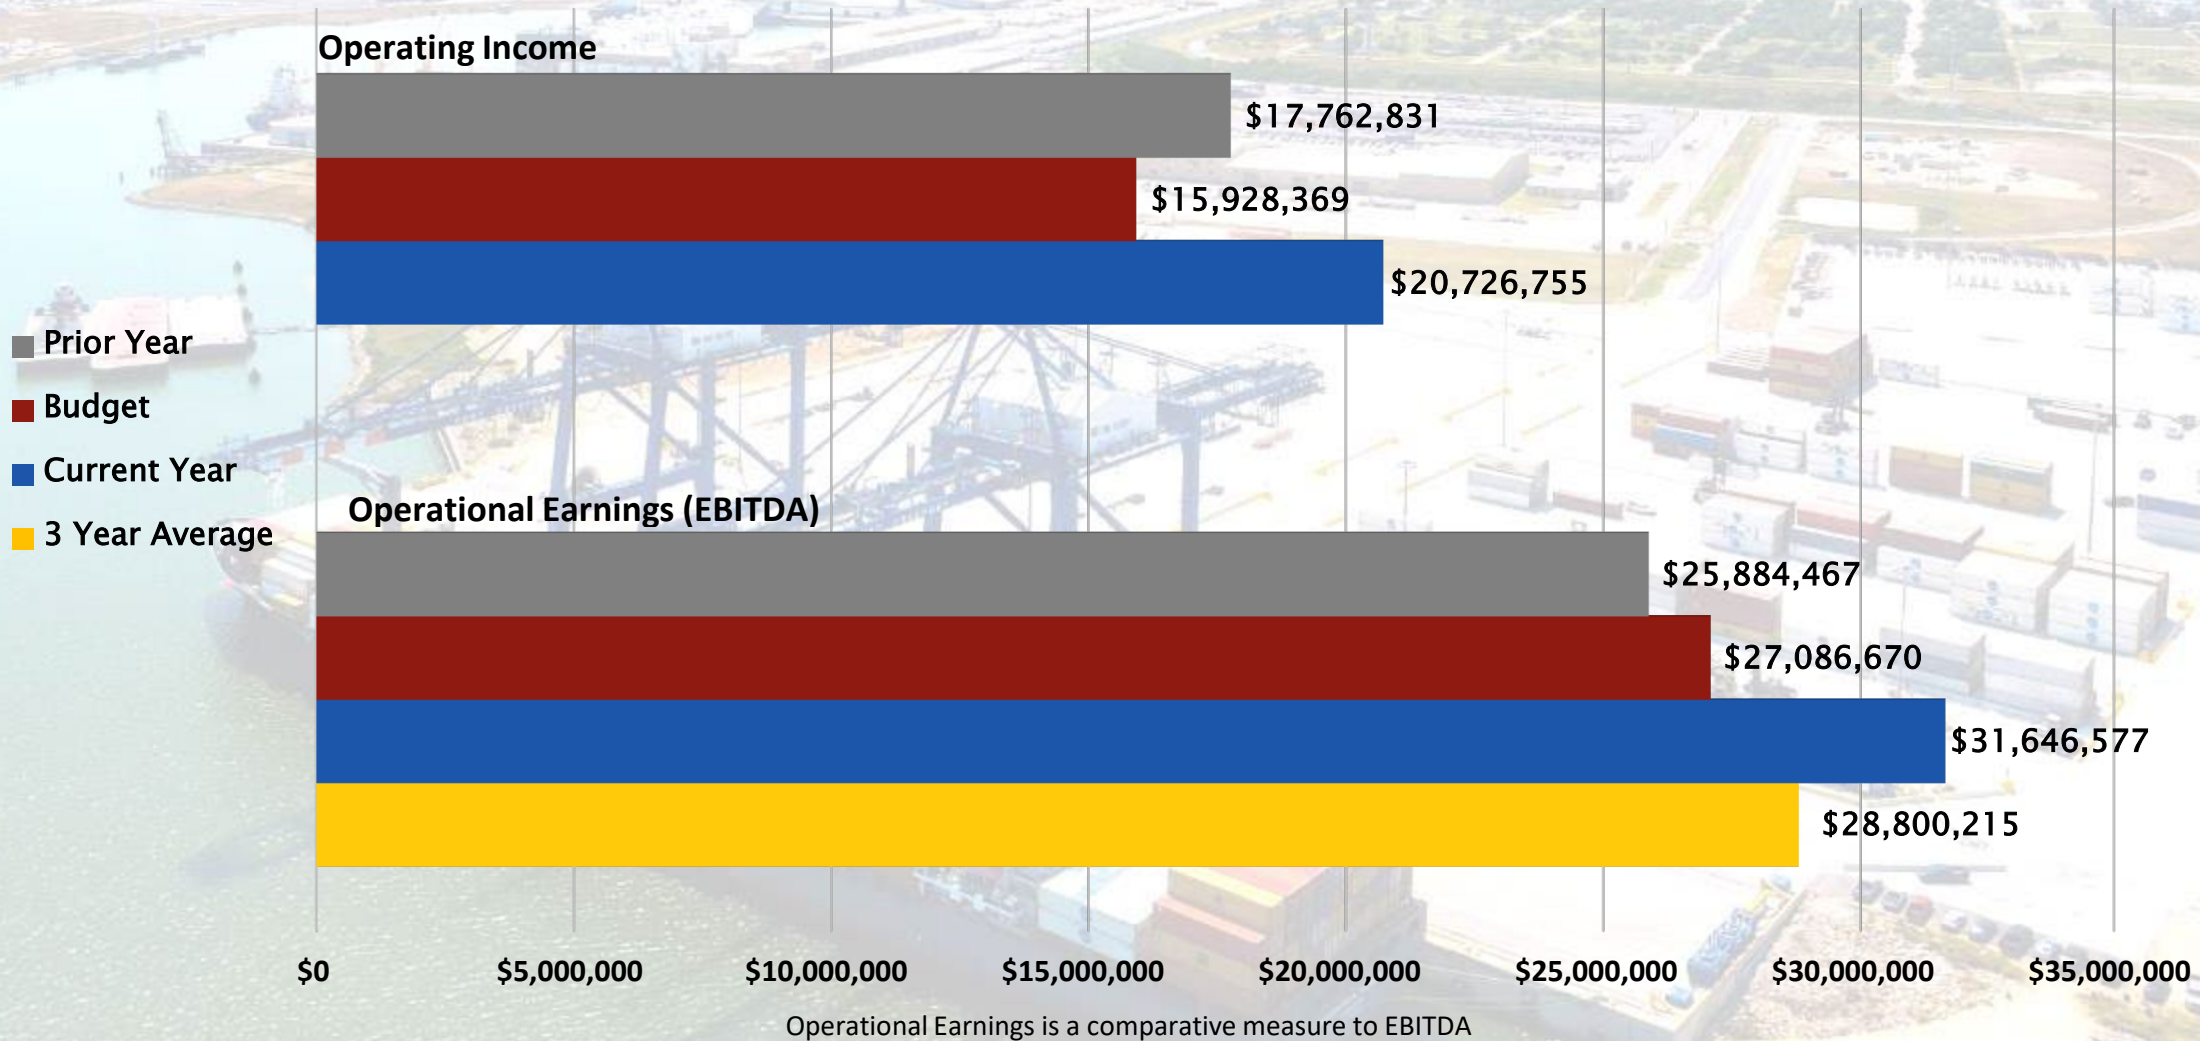 Operating Income
$17,762,831
$15,928,369
$20,726,755
Prior Year
Budget
Current Year
3 Year Average
Operational Earnings (EBITDA)
$25,884,467
$27,086,670
$31,646,577
$28,800,215
$0 $5,000,000 $10,000,000 $15,000,000 $20,000,000 $25,000,000 $30,000,000 $35,000,000
Operational Earnings is a comparative measure to EBITDA